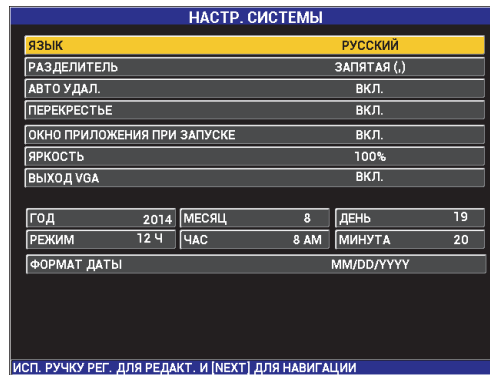 НАСТР. СИСТЕМЫ
ЯЗЫК РУССКИЙ
РАЗДЕЛИТЕЛЬ ЗАПЯТАЯ (,)
АВТО УДАЛ. ВКЛ.
ПЕРЕКРЕСТЬЕ ВКЛ.
ОКНО ПРИЛОЖЕНИЯ ПРИ ЗАПУСКЕ ВКЛ.
ЯРКОСТЬ 100%
ВЫХОД VGA ВКЛ.
ГОД 2014 МЕСЯЦ 8 ДЕНЬ 19
РЕЖИМ 12 Ч ЧАС 8 AM МИНУТА 20
ФОРМАТ ДАТЫ MM/DD/YYYY
ИСП. РУЧКУ РЕГ. ДЛЯ РЕДАКТ. И [NEXT] ДЛЯ НАВИГАЦИИ